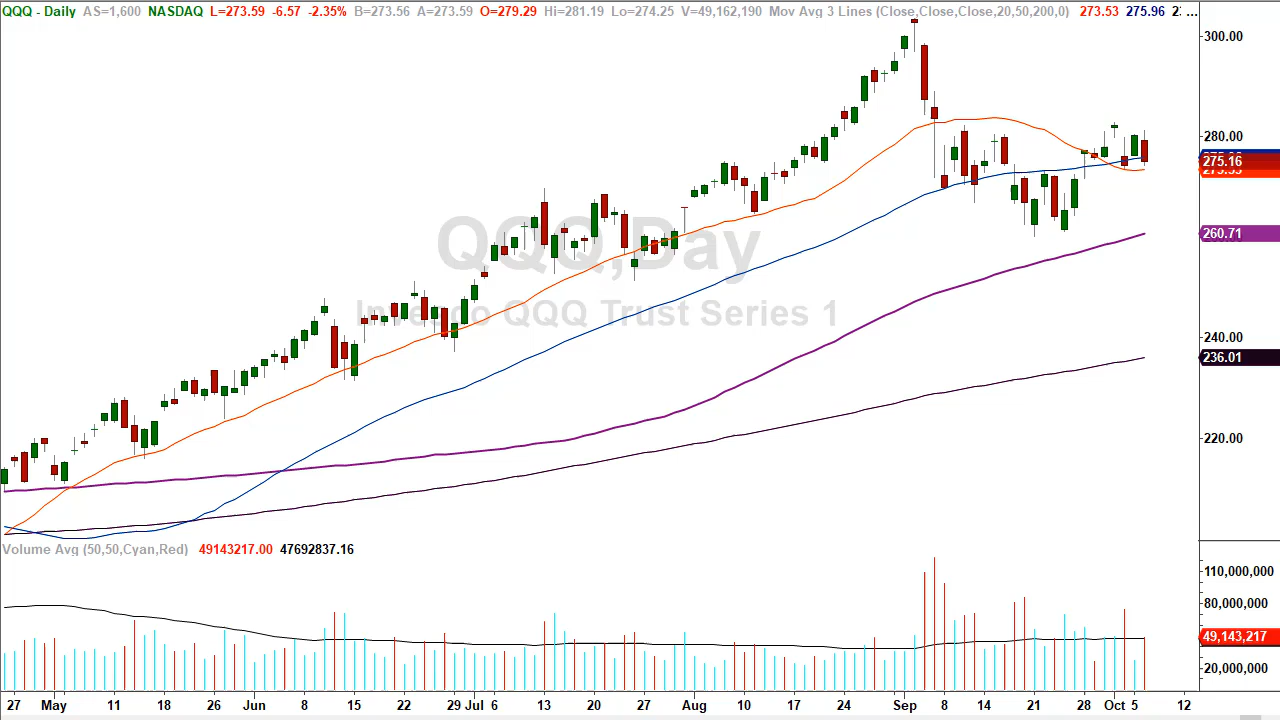 QQQ - Daily AS=1,600 NASDAQ L=273.59 -6.57 -2.35% B=273.56 A=273.59 O=279.29 Hi=281.19 Lo=274.25 V=49,162,190 Mov Avg 3 Lines (Close,Close,Close,20,50,200,0) 273.53 275.96 ...
300.00
280.00
275.16
273.53
260.71
240.00
236.01
220.00
QQQ,Day
Invesco QQQ Trust Series 1
Volume Avg (50,50,Cyan,Red) 49143217.00 47692837.16
110,000,000
80,000,000
49,143,217
20,000,000
27 May 11 18 26 Jun 8 15 22 29 Jul 6 13 20 27 Aug 10 17 24 Sep 8 14 21 28 Oct 5 12